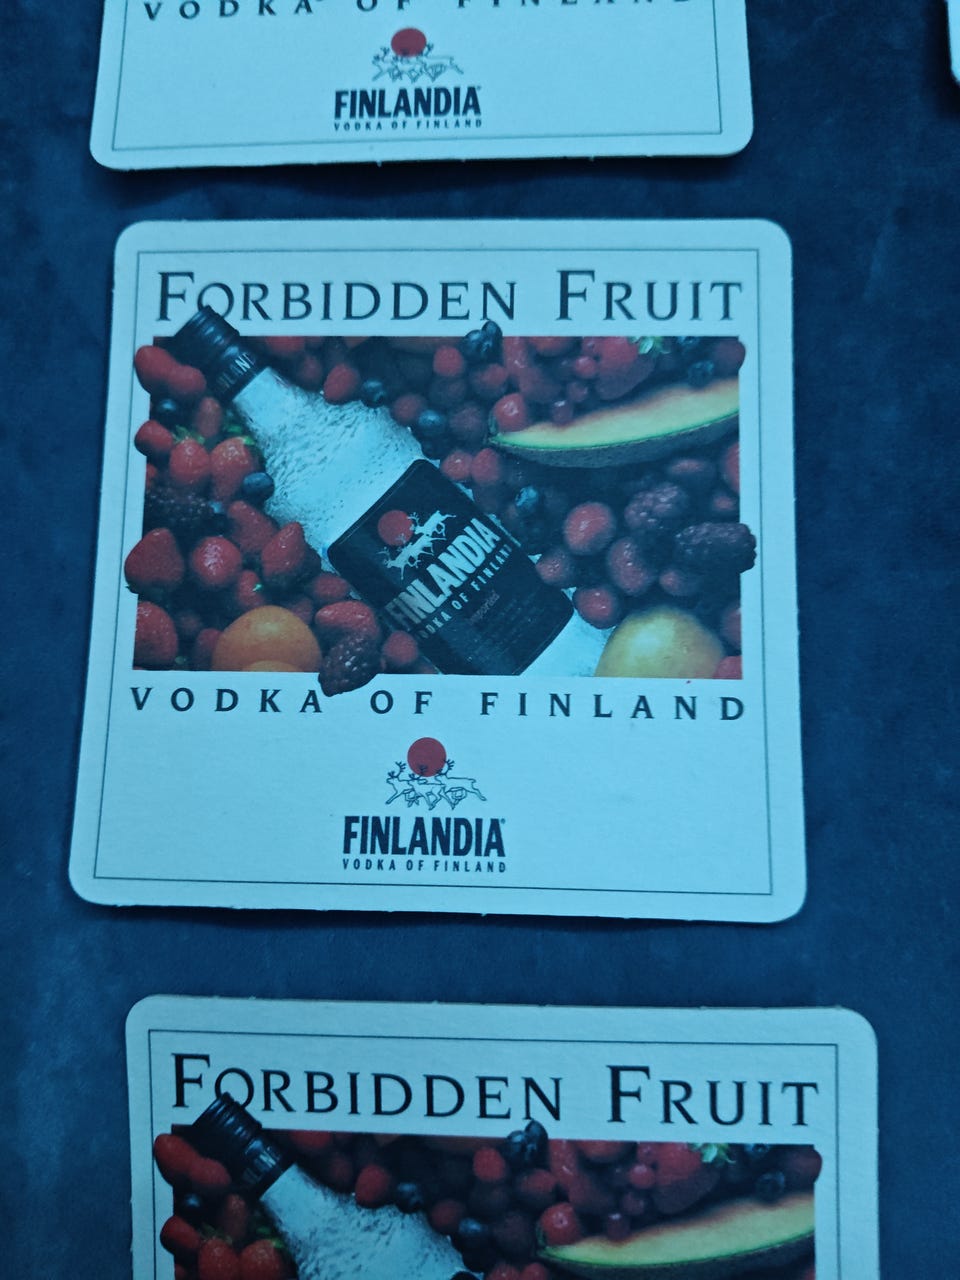 VODKA OF FINLAND
FINLANDIA
VODKA OF FINLAND
FORBIDDEN FRUIT
FINLANDIA
VODKA OF FINLAND
Imported
VODKA OF FINLAND
FINLANDIA®
VODKA OF FINLAND
FORBIDDEN FRUIT